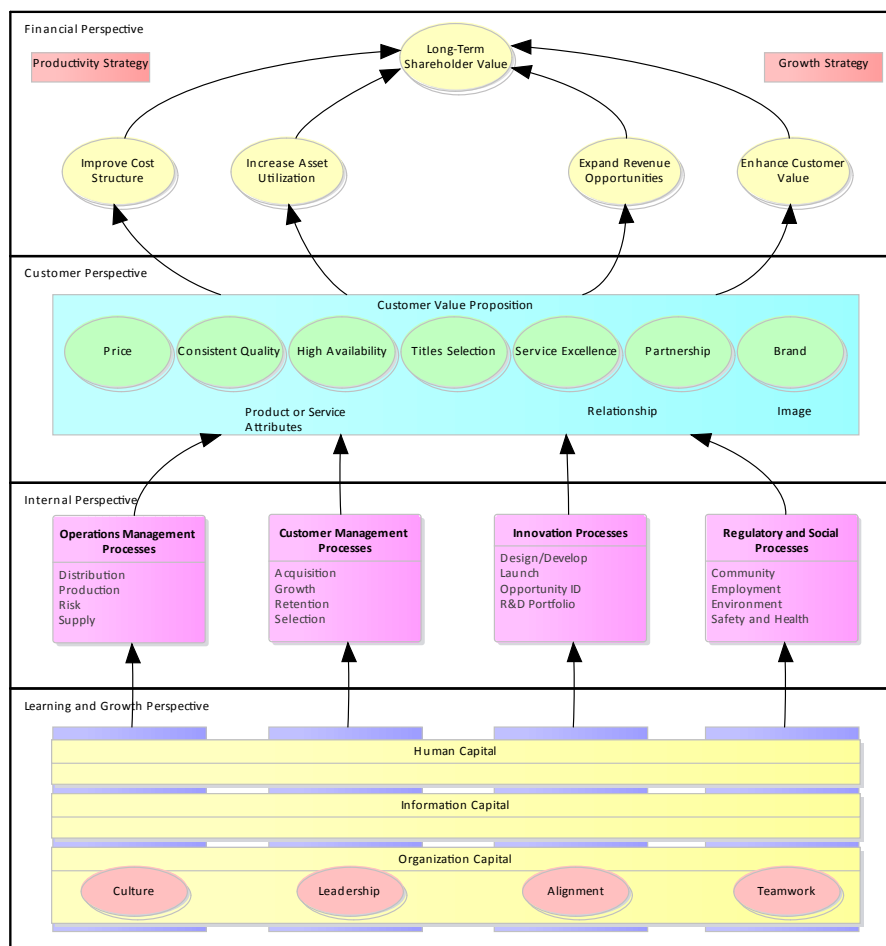 Financial Perspective
Productivity Strategy
Long-Term
Shareholder Value
Growth Strategy
Improve Cost
Structure
Increase Asset
Utilization
Expand Revenue
Opportunities
Enhance Customer
Value
Customer Perspective
Customer Value Proposition
Price
Consistent Quality
High Availability
Titles Selection
Service Excellence
Partnership
Brand
Product or Service
Attributes
Relationship
Image
Internal Perspective
Operations Management
Processes
Distribution
Production
Risk
Supply
Customer Management
Processes
Acquisition
Growth
Retention
Selection
Innovation Processes
Design/Develop
Launch
Opportunity ID
R&D Portfolio
Regulatory and Social
Processes
Community
Employment
Environment
Safety and Health
Learning and Growth Perspective
Human Capital
Information Capital
Organization Capital
Culture
Leadership
Alignment
Teamwork